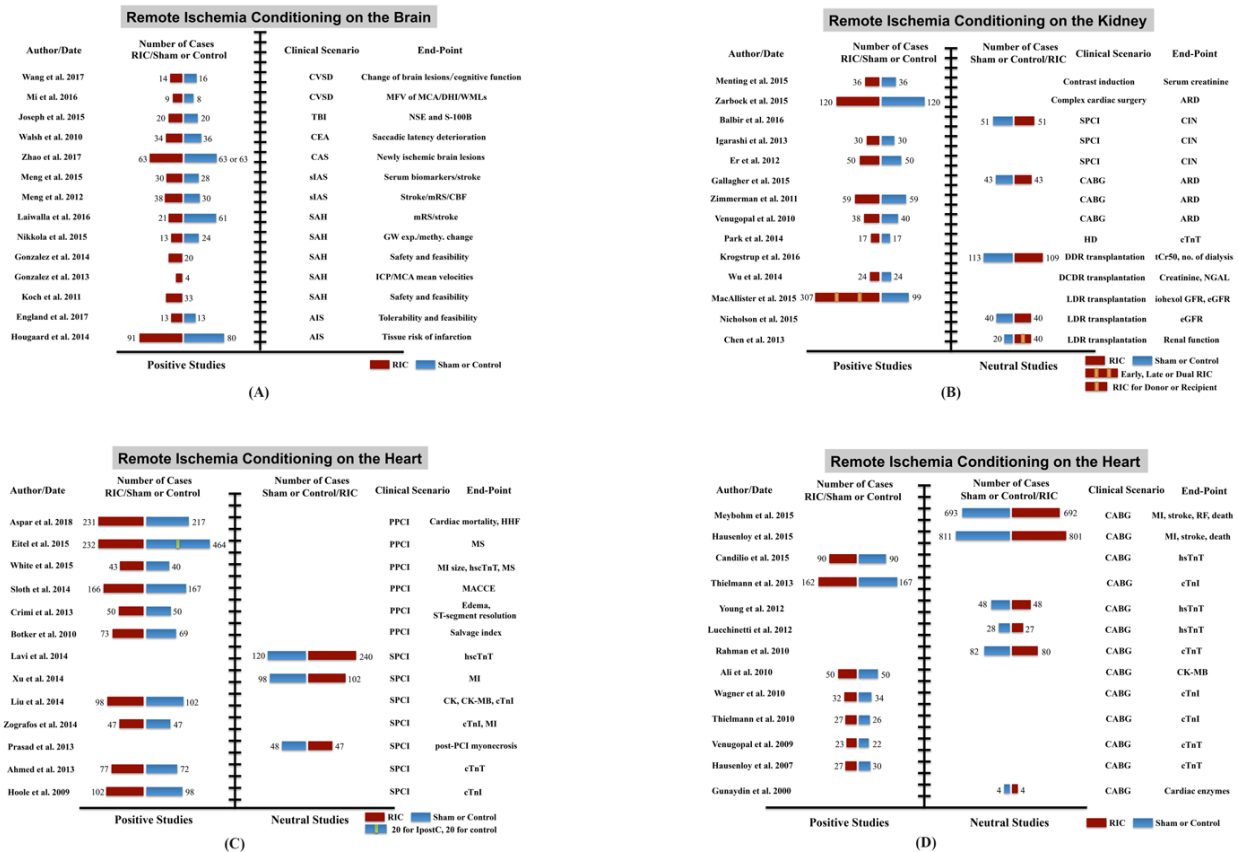 Remote Ischemia Conditioning on the Brain
Author/Date
Number of Cases
RIC/Sham or Control
Clinical Scenario
End-Point
Wang et al. 2017 14 16 CVSD Change of brain lesions/cognitive function
Mi et al. 2016 9 8 CVSD MFV of MCA/DHI/WMLs
Joseph et al. 2015 20 20 TBI NSE and S-100B
Walsh et al. 2010 34 36 CEA Saccadic latency deterioration
Zhao et al. 2017 63 63 or 63 CAS Newly ischemic brain lesions
Meng et al. 2015 30 28 sIAS Serum biomarkers/stroke
Meng et al. 2012 38 30 sIAS Stroke/mRS/CBF
Laiwalla et al. 2016 21 61 SAH mRS/stroke
Nikkola et al. 2015 13 24 SAH GW exp./methy. change
Gonzalez et al. 2014 20 SAH Safety and feasibility
Gonzalez et al. 2013 4 SAH ICP/MCA mean velocities
Koch et al. 2011 33 SAH Safety and feasibility
England et al. 2017 13 13 AIS Tolerability and feasibility
Hougaard et al. 2014 91 80 AIS Tissue risk of infarction
Positive Studies
RIC Sham or Control
(A)
Remote Ischemia Conditioning on the Kidney
Author/Date
Number of Cases
RIC/Sham or Control
Number of Cases
Sham or Control/RIC
Clinical Scenario
End-Point
Menting et al. 2015 36 36 Contrast induction Serum creatinine
Zarbock et al. 2015 120 120 Complex cardiac surgery ARD
Balbir et al. 2016 51 51 SPCI CIN
Igarashi et al. 2013 30 30 SPCI CIN
Er et al. 2012 50 50 SPCI CIN
Gallagher et al. 2015 43 43 CABG ARD
Zimmerman et al. 2011 59 59 CABG ARD
Venugopal et al. 2010 38 40 CABG ARD
Park et al. 2014 17 17 HD cTnT
Krogstrup et al. 2016 113 109 DDR transplantation tCr50, no. of dialysis
Wu et al. 2014 24 24 DCDR transplantation Creatinine, NGAL
MacAllister et al. 2015 307 99 LDR transplantation iohexol GFR, eGFR
Nicholson et al. 2015 40 40 LDR transplantation eGFR
Chen et al. 2013 20 40 LDR transplantation Renal function
Positive Studies
Neutral Studies
RIC Sham or Control
Early, Late or Dual RIC
RIC for Donor or Recipient
(B)
Remote Ischemia Conditioning on the Heart
Author/Date
Number of Cases
RIC/Sham or Control
Number of Cases
Sham or Control/RIC
Clinical Scenario
End-Point
Aspar et al. 2018 231 217 PPCI Cardiac mortality, HHF
Eitel et al. 2015 232 464 PPCI MS
White et al. 2015 43 40 PPCI MI size, hscTnT, MS
Sloth et al. 2014 166 167 PPCI MACCE
Crimi et al. 2013 50 50 PPCI Edema,
ST-segment resolution
Botker et al. 2010 73 69 PPCI Salvage index
Lavi et al. 2014 120 240 SPCI hscTnT
Xu et al. 2014 98 102 SPCI MI
Liu et al. 2014 98 102 SPCI CK, CK-MB, cTnI
Zografos et al. 2014 47 47 SPCI cTnI, MI
Prasad et al. 2013 48 47 SPCI post-PCI myonecrosis
Ahmed et al. 2013 77 72 SPCI cTnT
Hoole et al. 2009 102 98 SPCI cTnI
Positive Studies
Neutral Studies
RIC Sham or Control
20 for IpostC, 20 for control
(C)
Remote Ischemia Conditioning on the Heart
Author/Date
Number of Cases
RIC/Sham or Control
Number of Cases
Sham or Control/RIC
Clinical Scenario
End-Point
Meybohm et al. 2015 693 692 CABG MI, stroke, RF, death
Hausenloy et al. 2015 811 801 CABG MI, stroke, death
Candilio et al. 2015 90 90 CABG hsTnT
Thielmann et al. 2013 162 167 CABG cTnI
Young et al. 2012 48 48 CABG hsTnT
Lucchinetti et al. 2012 28 27 CABG hsTnT
Rahman et al. 2010 82 80 CABG cTnT
Ali et al. 2010 50 50 CABG CK-MB
Wagner et al. 2010 32 34 CABG cTnI
Thielmann et al. 2010 27 26 CABG cTnI
Venugopal et al. 2009 23 22 CABG cTnT
Hausenloy et al. 2007 27 30 CABG cTnT
Gunaydin et al. 2000 4 4 CABG Cardiac enzymes
Positive Studies
Neutral Studies
RIC Sham or Control
(D)